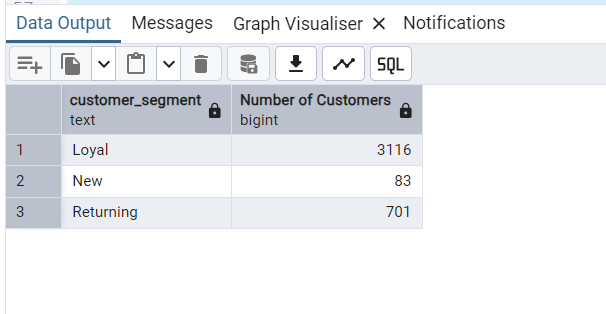 Data Output Messages Graph Visualiser Notifications
SQL
customer_segment Number of Customers
text bigint
1 Loyal 3116
2 New 83
3 Returning 701